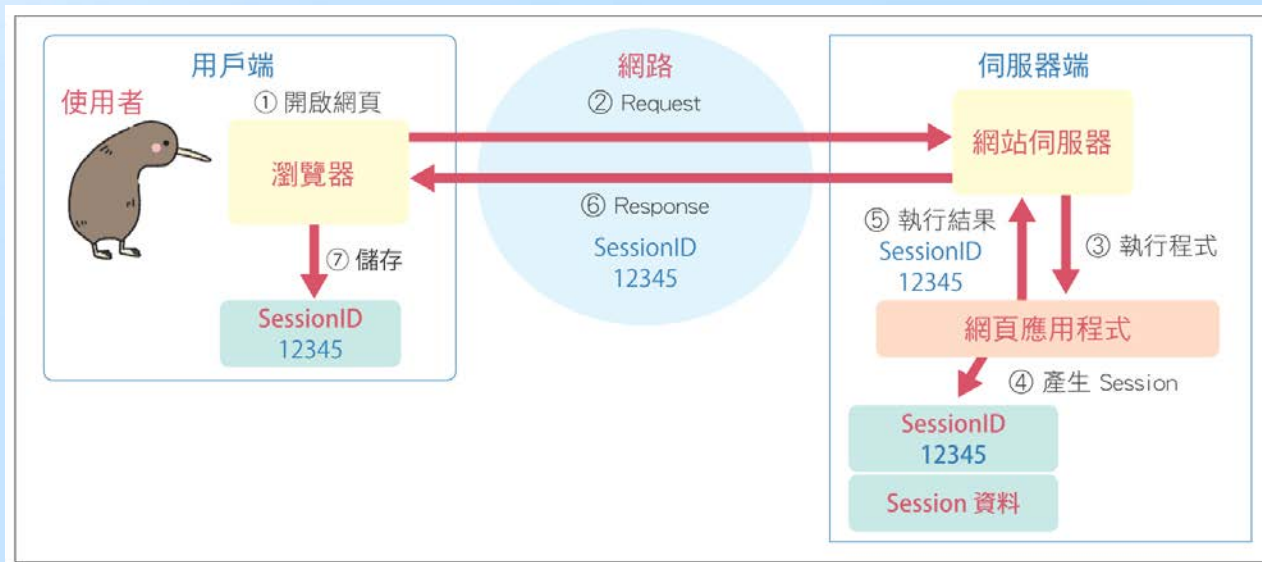 用戶端
使用者
① 開啟網頁
瀏覽器
⑦ 儲存
SessionID
12345
網路
② Request
⑥ Response
SessionID
12345
伺服器端
網站伺服器
⑤ 執行結果
SessionID
12345
③ 執行程式
網頁應用程式
④ 產生 Session
SessionID
12345
Session 資料